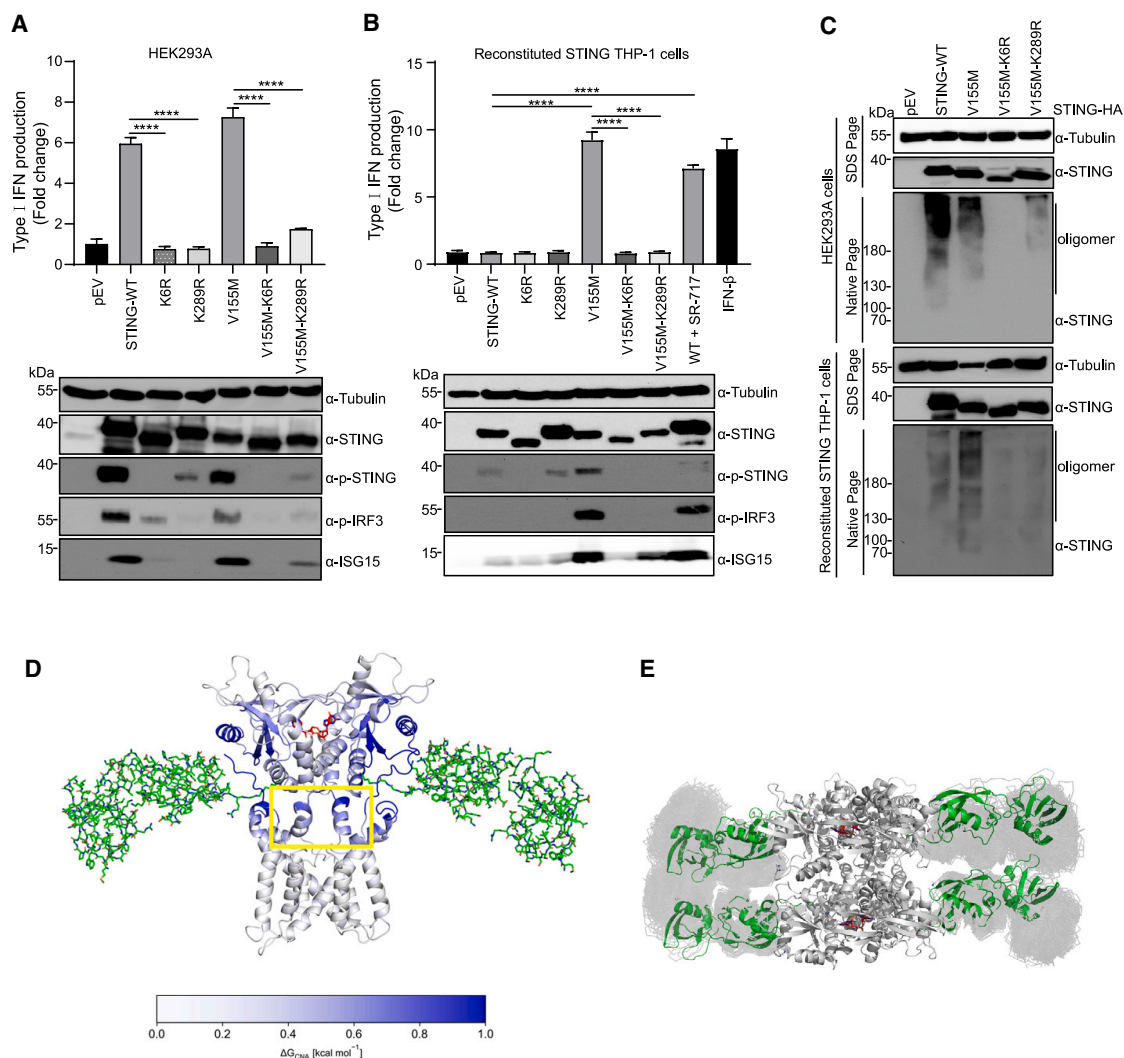 A
HEK293A
Type I IFN production
(Fold change)
10
8
6
4
2
0
****
****
****
****
pEV
STING-WT
K6R
K289R
V155M
V155M-K6R
V155M-K289R
kDa
55-
α-Tubulin
40-
α-STING
40-
α-p-STING
55-
α-p-IRF3
15-
α-ISG15
B
Reconstituted STING THP-1 cells
Type I IFN production
(Fold change)
15
10
5
0
****
****
****
****
pEV
STING-WT
K6R
K289R
V155M
V155M-K6R
V155M-K289R
WT + SR-717
IFN-β
kDa
55-
α-Tubulin
40-
α-STING
40-
α-p-STING
55-
α-p-IRF3
15-
α-ISG15
C
pEV
STING-WT
V155M
V155M-K6R
V155M-K289R
STING-HA
kDa
HEK293A cells
SDS Page
55-
α-Tubulin
40-
α-STING
Native Page
180-
130-
100-
70-
oligomer
α-STING
Reconstituted STING THP-1 cells
SDS Page
55-
α-Tubulin
40-
α-STING
Native Page
180-
130-
100-
70-
oligomer
α-STING
D
0.0 0.2 0.4 0.6 0.8 1.0
ΔG CNA [kcal mol⁻¹]
E